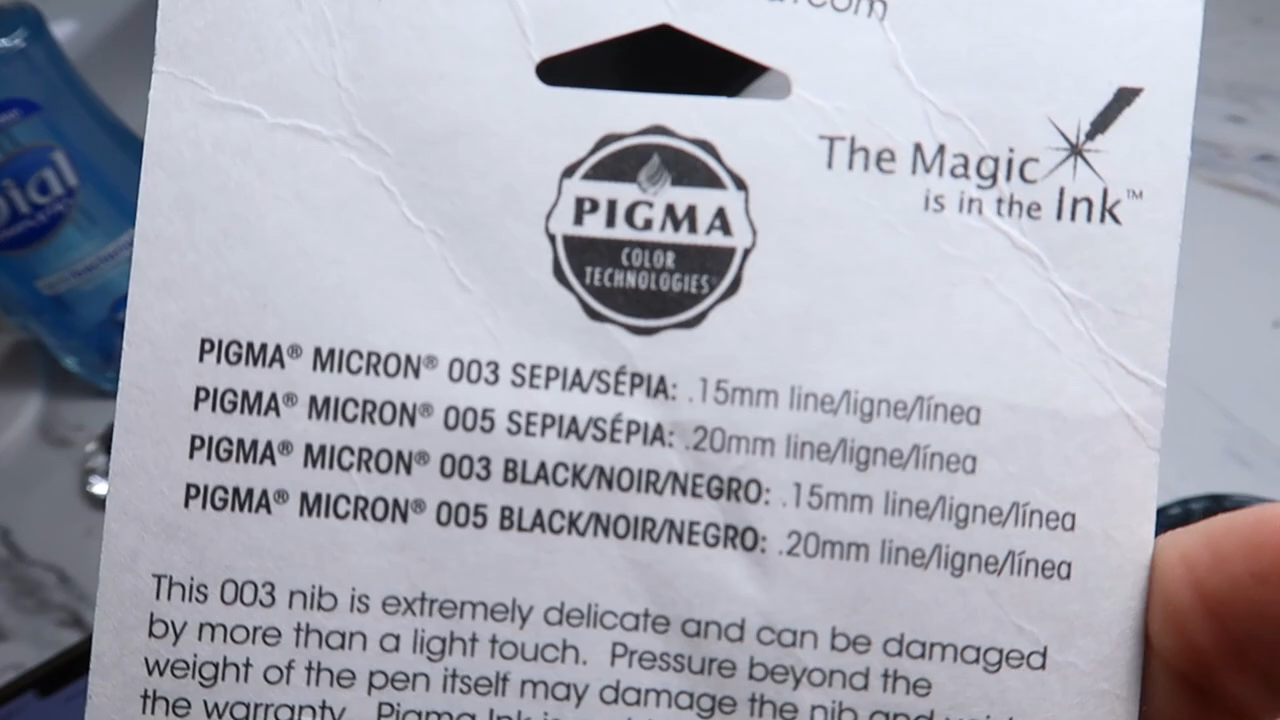 .com
The Magic
is in the Ink™
PIGMA
COLOR
TECHNOLOGIES
Dial
PIGMA® MICRON® 003 SEPIA/SÉPIA: .15mm line/ligne/línea
PIGMA® MICRON® 005 SEPIA/SÉPIA: .20mm line/ligne/línea
PIGMA® MICRON® 003 BLACK/NOIR/NEGRO: .15mm line/ligne/línea
PIGMA® MICRON® 005 BLACK/NOIR/NEGRO: .20mm line/ligne/línea
This 003 nib is extremely delicate and can be damaged
by more than a light touch. Pressure beyond the
weight of the pen itself may damage the nib and
the warranty. Pigma Ink is